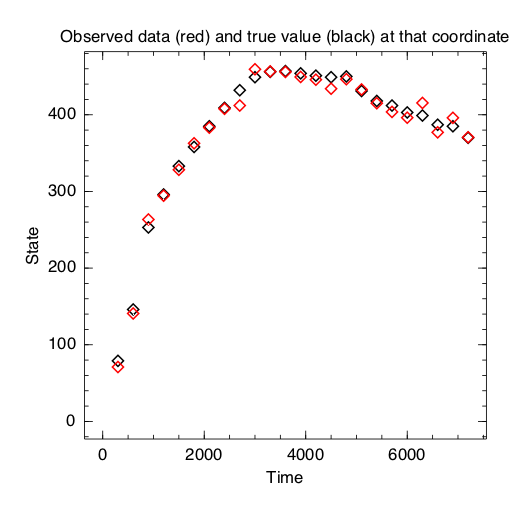 Observed data (red) and true value (black) at that coordinate
400
300
200
100
0
State
0 2000 4000 6000
Time